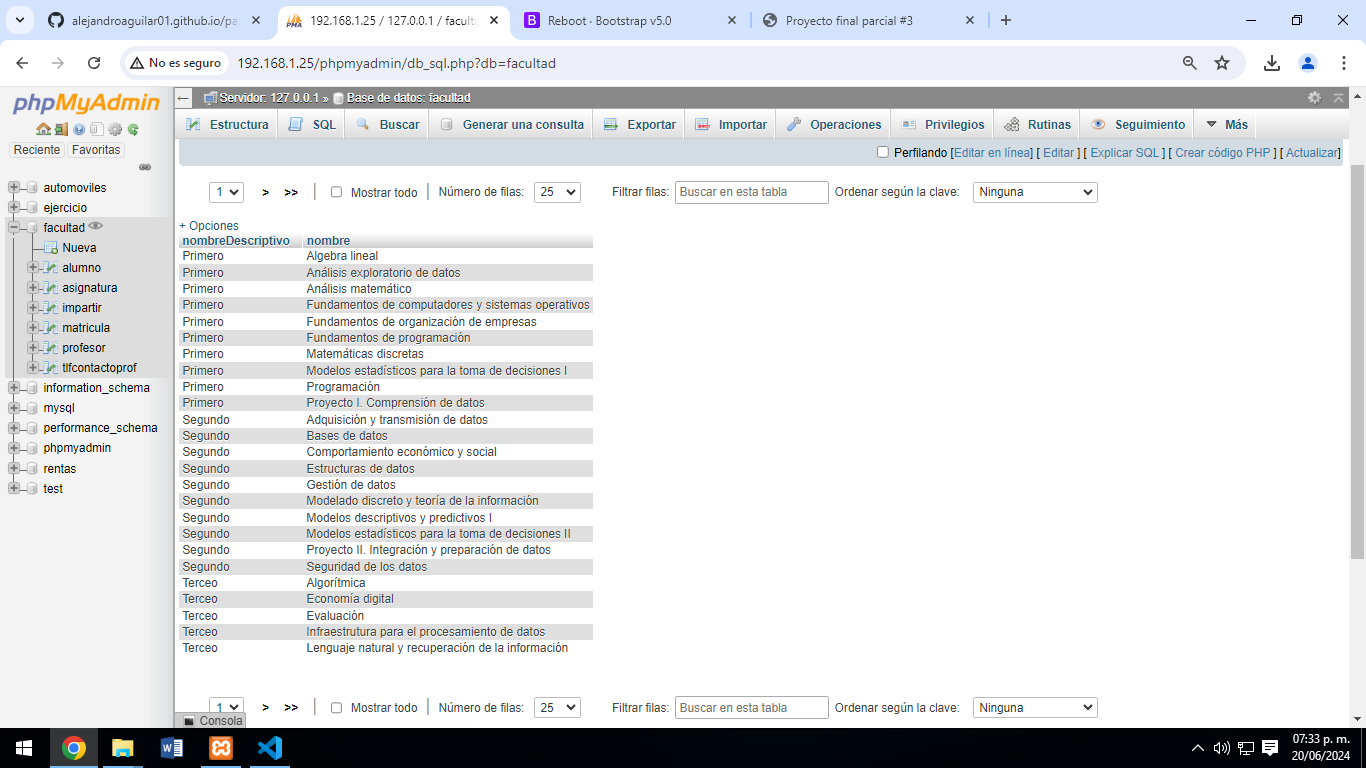 alejandroaguilar01.github.io/pa
192.168.1.25 / 127.0.0.1 / faculta
Reboot · Bootstrap v5.0
Proyecto final parcial #3
No es seguro
192.168.1.25/phpmyadmin/db_sql.php?db=facultad
phpMyAdmin
Reciente Favoritas
automoviles
ejercicio
facultad
Nueva
alumno
asignatura
impartir
matricula
profesor
tlfcontactoprof
information_schema
mysql
performance_schema
phpmyadmin
rentas
test
Servidor: 127.0.0.1 » Base de datos: facultad
Estructura SQL Buscar Generar una consulta Exportar Importar Operaciones Privilegios Rutinas Seguimiento Más
Perfilando [Editar en línea] [ Editar ] [ Explicar SQL ] [ Crear código PHP ] [ Actualizar]
1 > >> Mostrar todo Número de filas: 25 Filtrar filas: Buscar en esta tabla Ordenar según la clave: Ninguna
+ Opciones
nombreDescriptivo nombre
Primero Algebra lineal
Primero Análisis exploratorio de datos
Primero Análisis matemático
Primero Fundamentos de computadores y sistemas operativos
Primero Fundamentos de organización de empresas
Primero Fundamentos de programación
Primero Matemáticas discretas
Primero Modelos estadísticos para la toma de decisiones I
Primero Programación
Primero Proyecto I. Comprensión de datos
Segundo Adquisición y transmisión de datos
Segundo Bases de datos
Segundo Comportamiento económico y social
Segundo Estructuras de datos
Segundo Gestión de datos
Segundo Modelado discreto y teoría de la información
Segundo Modelos descriptivos y predictivos I
Segundo Modelos estadísticos para la toma de decisiones II
Segundo Proyecto II. Integración y preparación de datos
Segundo Seguridad de los datos
Terceo Algorítmica
Terceo Economía digital
Terceo Evaluación
Terceo Infraestrutura para el procesamiento de datos
Terceo Lenguaje natural y recuperación de la información
1 > >> Mostrar todo Número de filas: 25 Filtrar filas: Buscar en esta tabla Ordenar según la clave: Ninguna
Consola
07:33 p. m.
20/06/2024